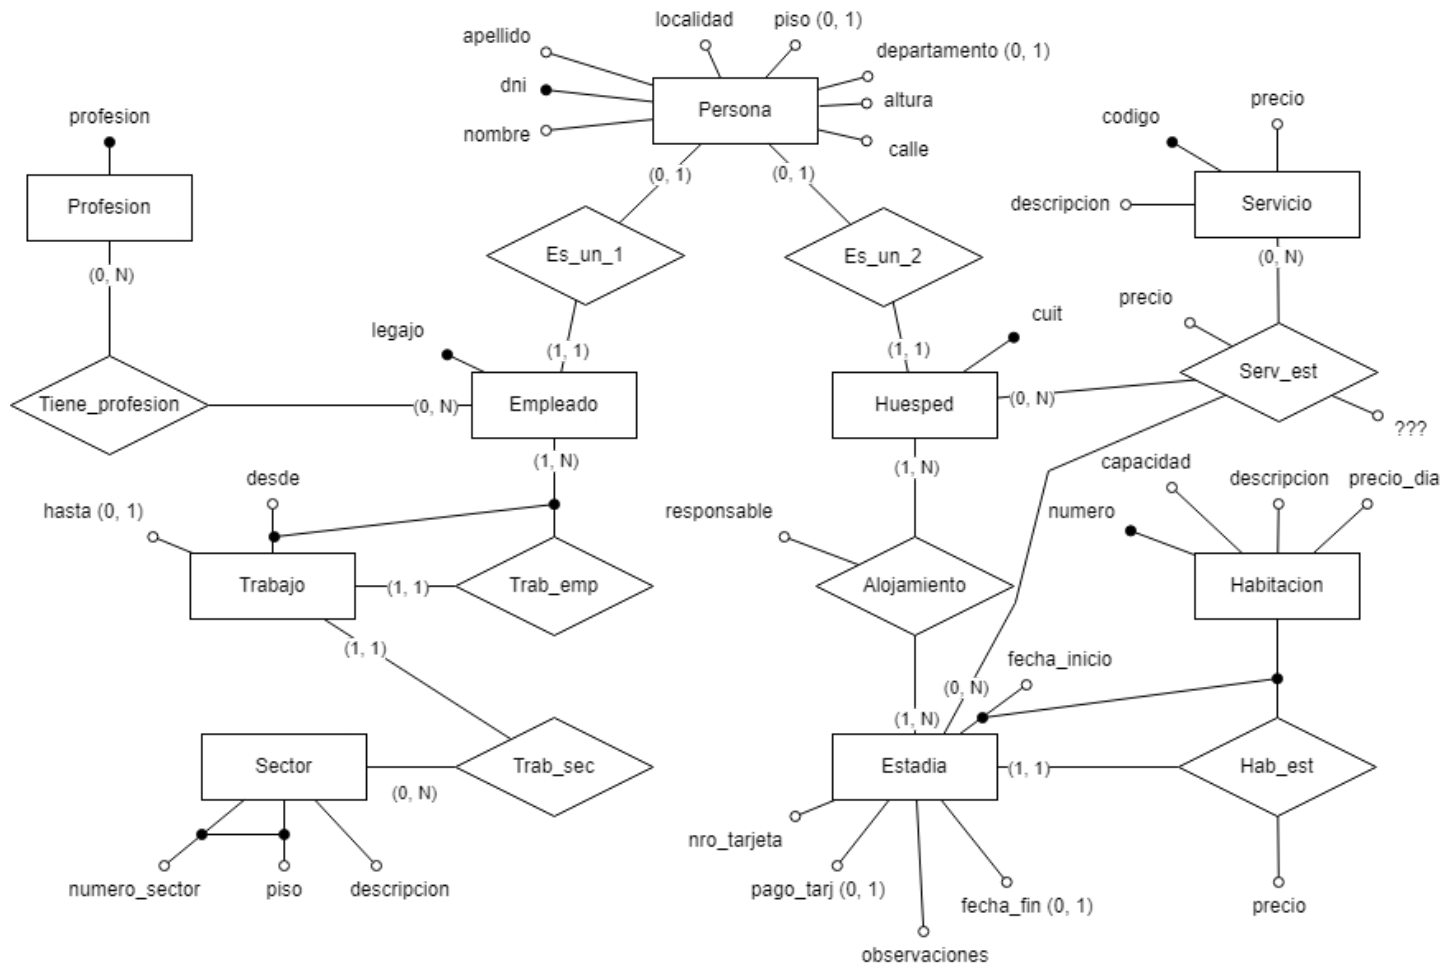 localidad
piso (0, 1)
apellido
departamento (0, 1)
dni
Persona
altura
nombre
calle
profesion
Profesion
(0, N)
(0, 1)
(0, 1)
Es_un_1
Es_un_2
precio
codigo
descripcion
Servicio
(0, N)
precio
cuit
legajo
(1, 1)
(1, 1)
Serv_est
Tiene_profesion
(0, N)
Empleado
Huesped
(0, N)
???
(1, N)
(1, N)
desde
hasta (0, 1)
responsable
capacidad
descripcion
precio_dia
numero
Trabajo
(1, 1)
Trab_emp
Alojamiento
Habitacion
(1, 1)
fecha_inicio
(0, N)
(1, N)
Sector
(0, N)
Trab_sec
Estadia
(1, 1)
Hab_est
nro_tarjeta
numero_sector
piso
descripcion
pago_tarj (0, 1)
fecha_fin (0, 1)
precio
observaciones